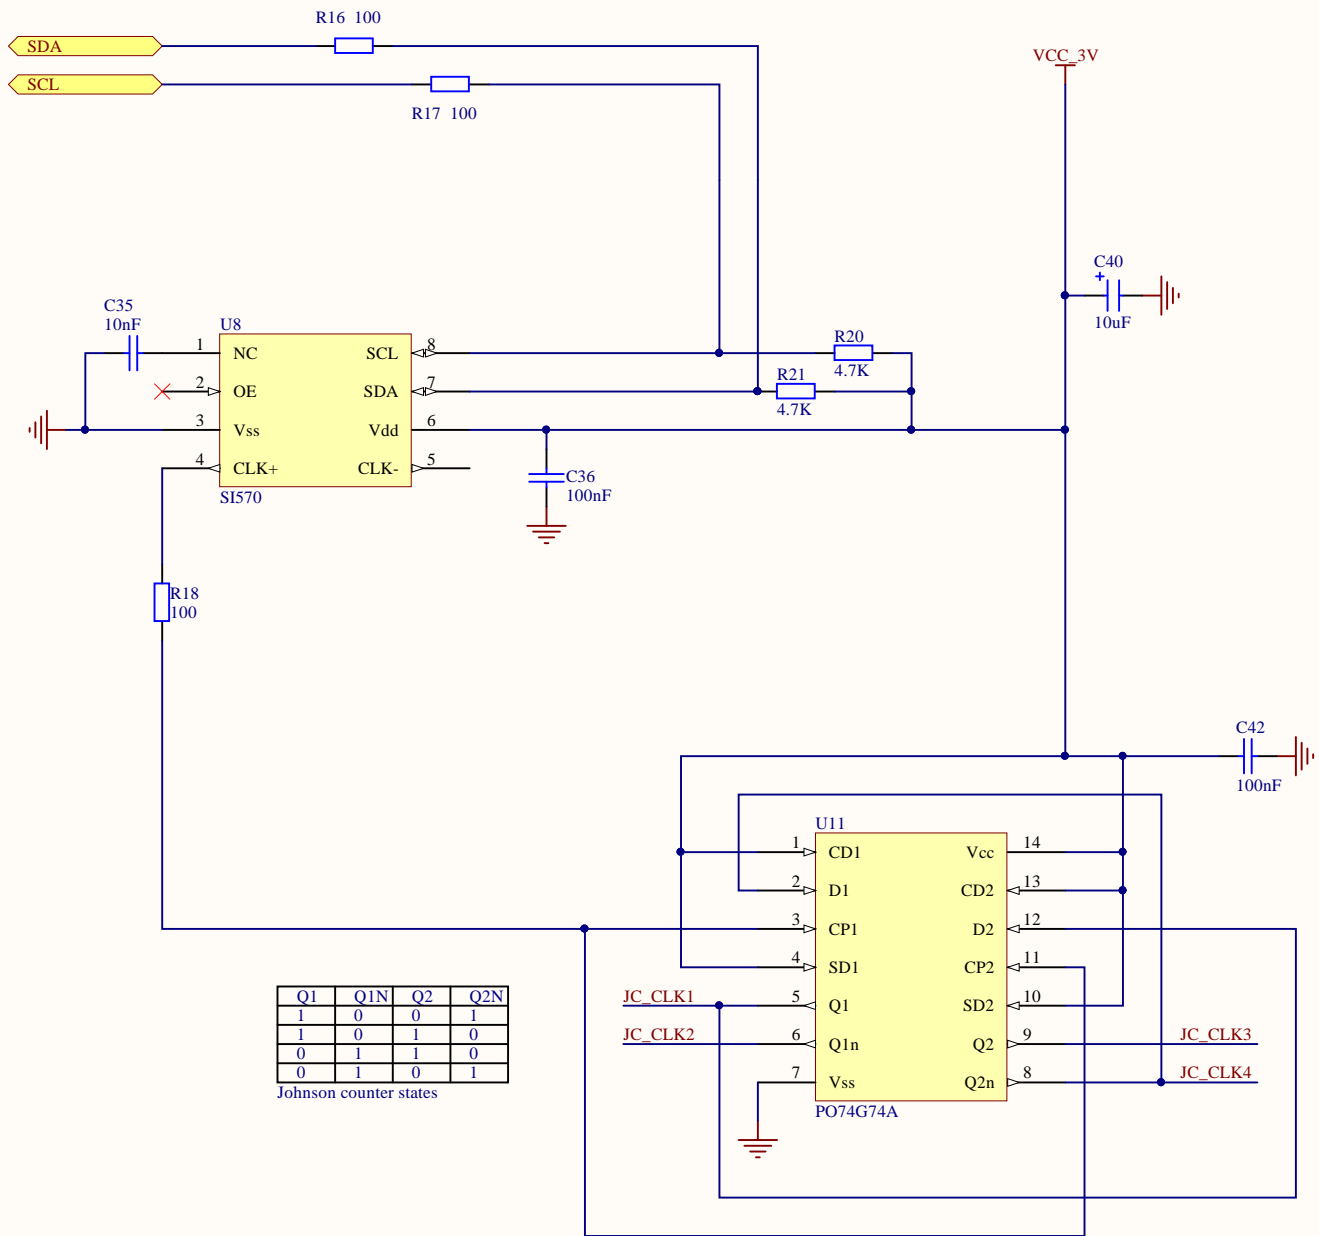 R16 100
SDA
SCL
R17 100
VCC_3V
C40
+
10uF
C35
10nF
U8
1 NC SCL 8
2 OE SDA 7
3 Vss Vdd 6
4 CLK+ CLK- 5
SI570
R20
4.7K
R21
4.7K
C36
100nF
R18
100
C42
100nF
U11
1 CD1 Vcc 14
2 D1 CD2 13
3 CP1 D2 12
4 SD1 CP2 11
JC_CLK1 5 Q1 SD2 10
JC_CLK2 6 Q1n Q2 9 JC_CLK3
7 Vss Q2n 8 JC_CLK4
PO74G74A
Q1 Q1N Q2 Q2N
1 0 0 1
1 0 1 0
0 1 1 0
0 1 0 1
Johnson counter states